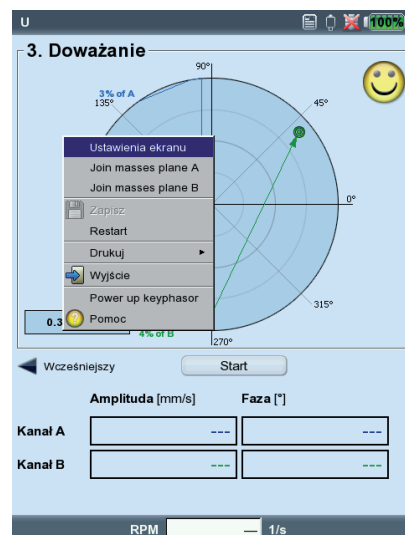 U
100%
3. Doważanie
90°
3% of A
135°
45°
Ustawienia ekranu
Join masses plane A
Join masses plane B
0°
Zapisz
Restart
Drukuj
Wyjście
Power up keyphasor
315°
0.3
Pomoc
4% of B
270°
Wcześniejszy
Start
Amplituda [mm/s]
Faza [°]
Kanał A
---
---
Kanał B
---
---
RPM
—
1/s